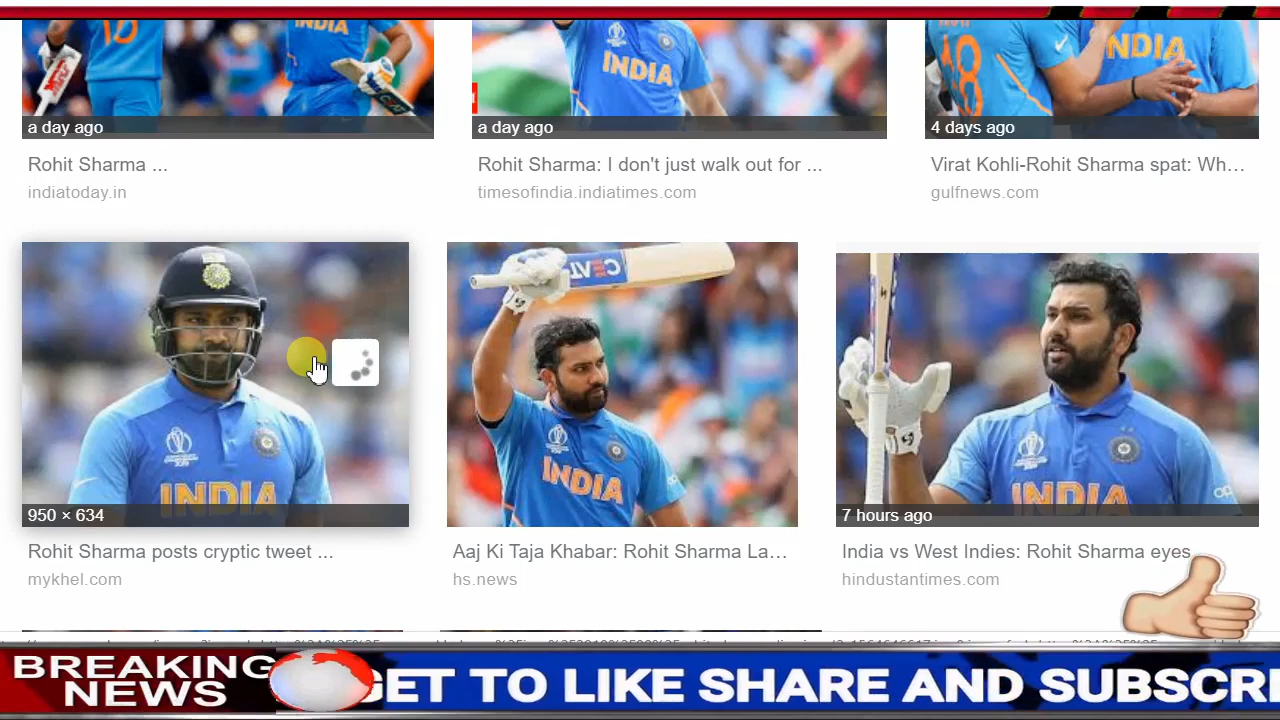 INDIA
INDIA
a day ago
a day ago
4 days ago
Rohit Sharma ...
Rohit Sharma: I don't just walk out for ...
Virat Kohli-Rohit Sharma spat: Wh...
indiatoday.in
timesofindia.indiatimes.com
gulfnews.com
CEAT
INDIA
INDIA
INDIA
950 × 634
7 hours ago
Rohit Sharma posts cryptic tweet ...
Aaj Ki Taja Khabar: Rohit Sharma La...
India vs West Indies: Rohit Sharma eyes
mykhel.com
hs.news
hindustantimes.com
BREAKING
NEWS
GET TO LIKE SHARE AND SUBSCRI